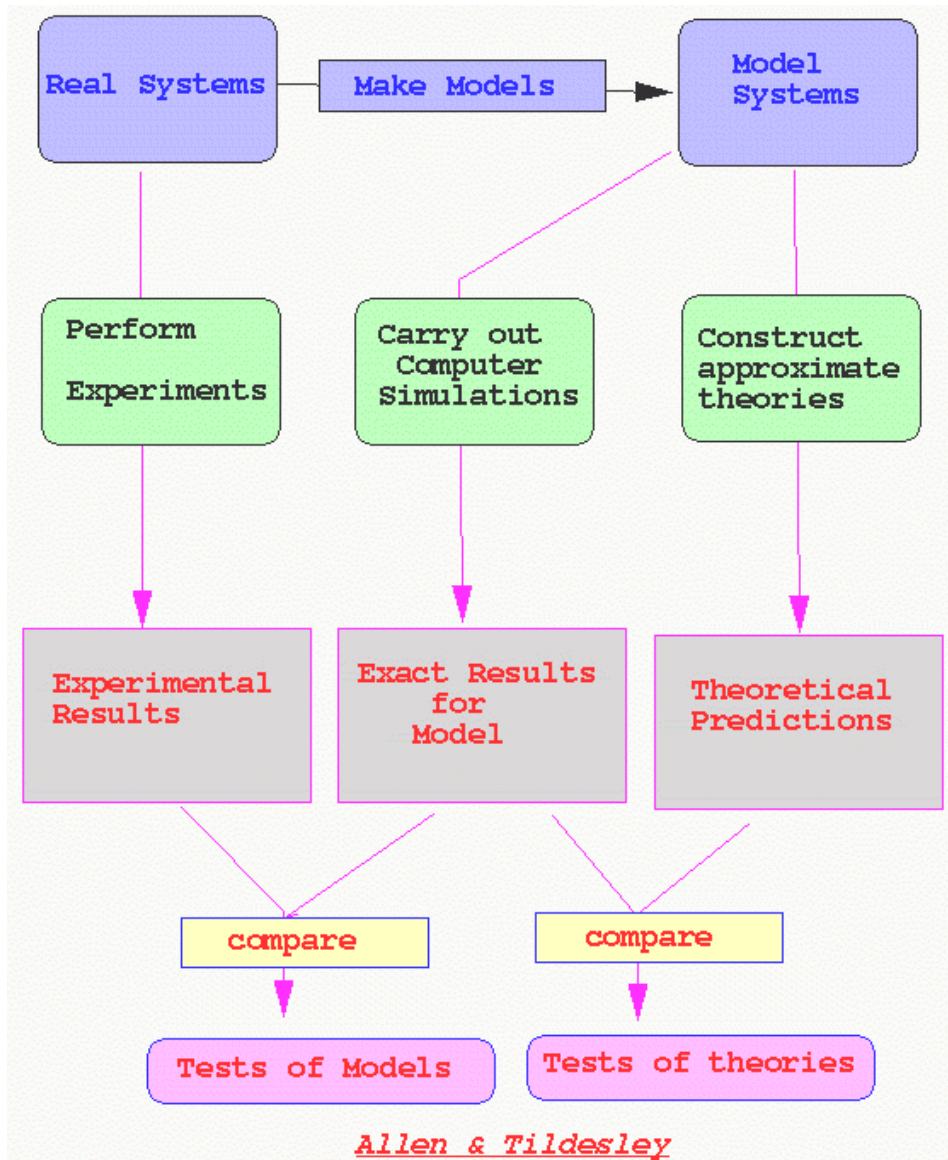 Real Systems
Make Models
Model
Systems
Perform
Experiments
Carry out
Computer
Simulations
Construct
approximate
theories
Experimental
Results
Exact Results
for
Model
Theoretical
Predictions
compare
compare
Tests of Models
Tests of theories
Allen & Tildesley